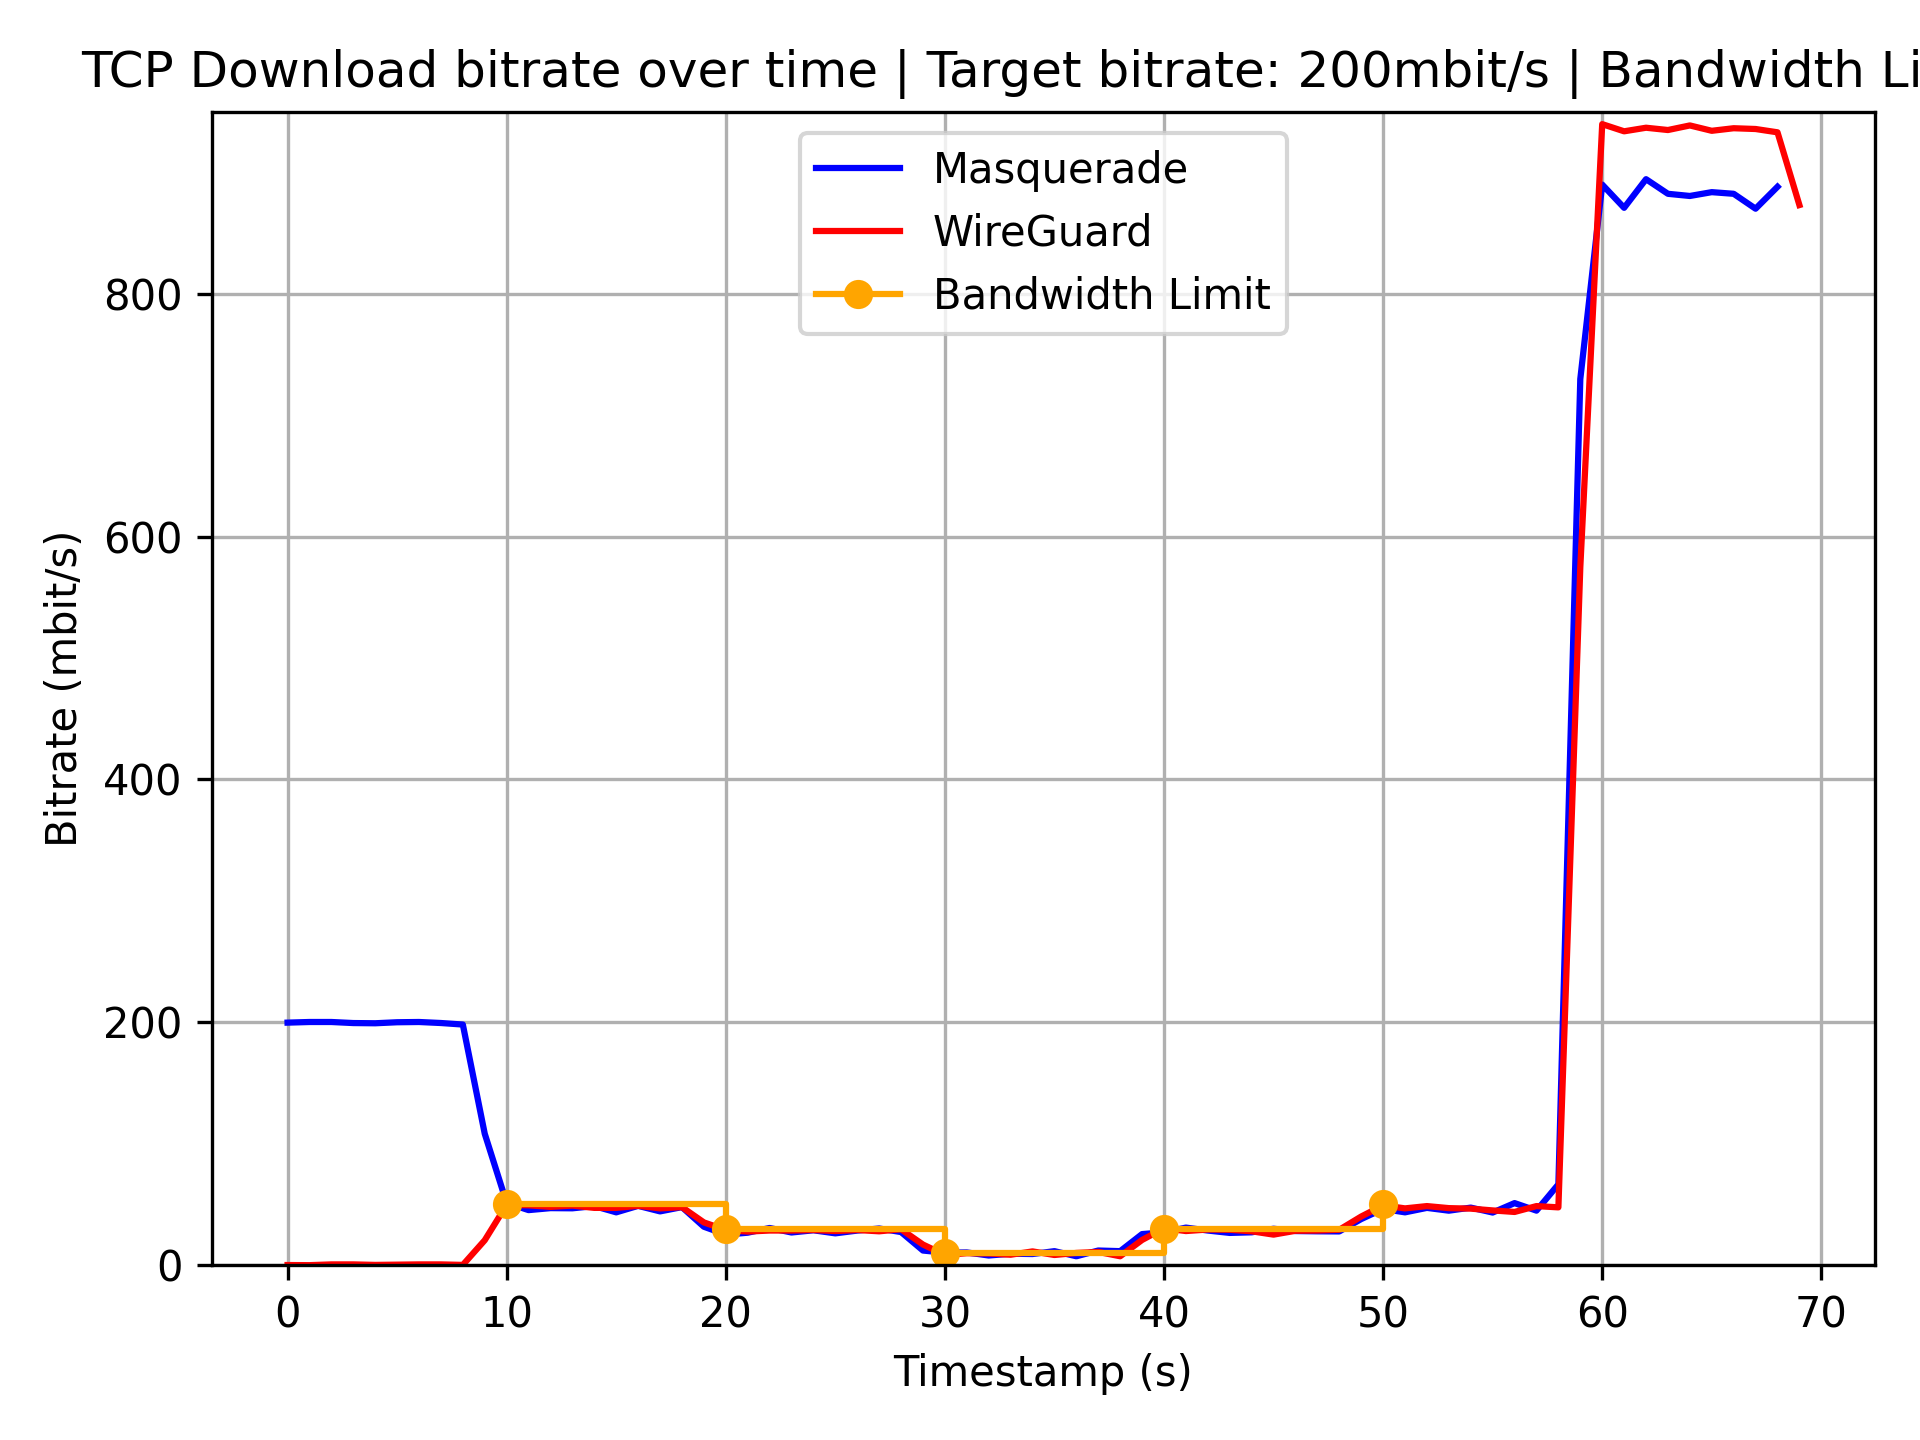 TCP Download bitrate over time | Target bitrate: 200mbit/s | Bandwidth Li
Masquerade
WireGuard
Bandwidth Limit
Bitrate (mbit/s)
800
600
400
200
0
0 10 20 30 40 50 60 70
Timestamp (s)